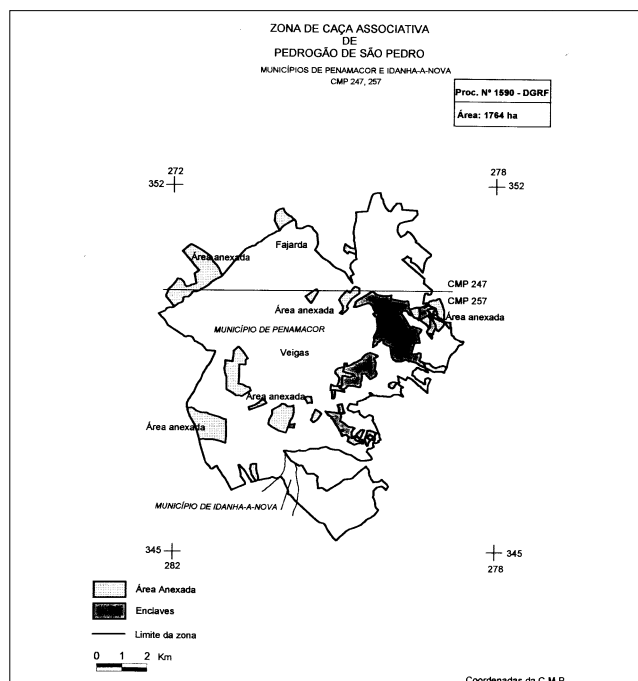 ZONA DE CAÇA ASSOCIATIVA
DE
PEDROGÃO DE SÃO PEDRO
MUNICÍPIOS DE PENAMACOR E IDANHA-A-NOVA
CMP 247, 257
Proc. Nº 1590 - DGRF
Área: 1764 ha
272
352
278
352
Fajarda
Área anexada
CMP 247
CMP 257
Área anexada
Área anexada
MUNICÍPIO DE PENAMACOR
Veigas
Área anexada
Área anexada
MUNICÍPIO DE IDANHA-A-NOVA
345
282
345
278
Área Anexada
Enclaves
Limite da zona
0 1 2 Km
Coordenadas da C.M.P.